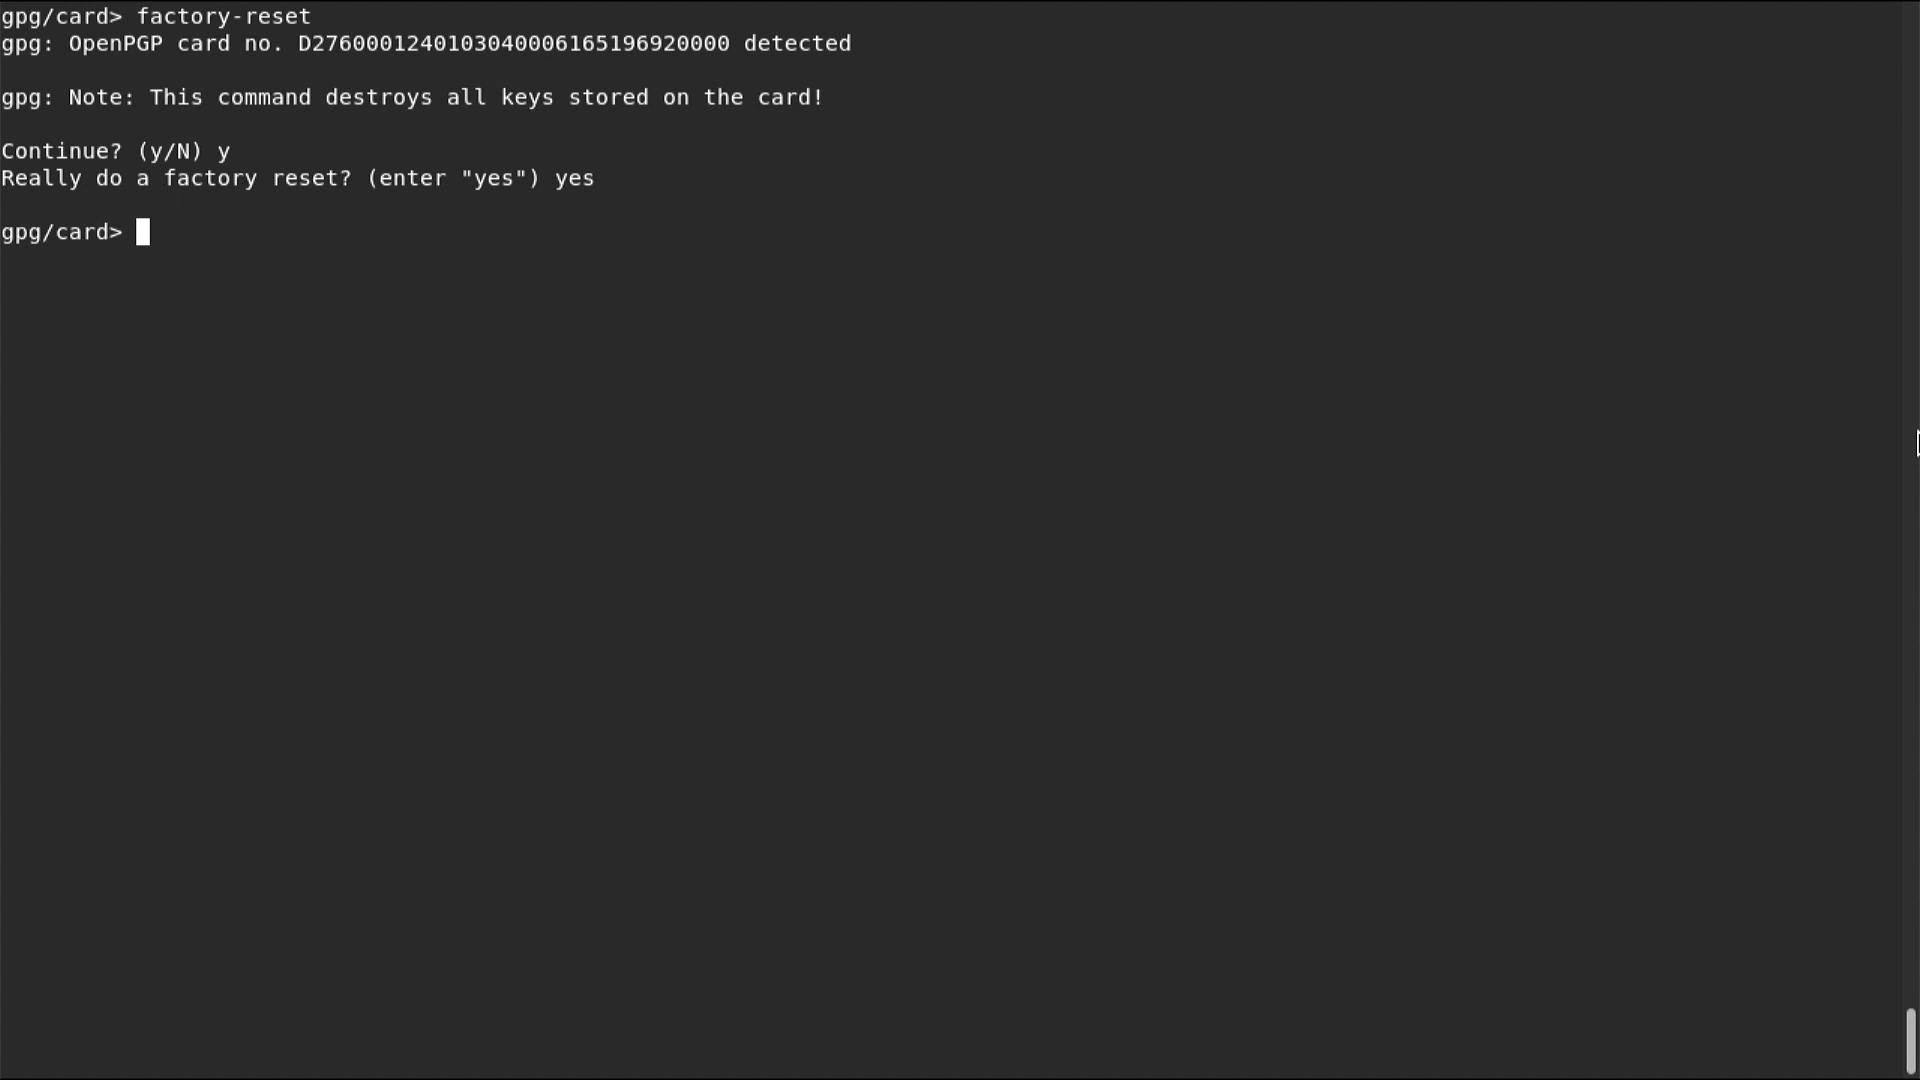 gpg/card> factory-reset
gpg: OpenPGP card no. D2760001240103040006165196920000 detected
gpg: Note: This command destroys all keys stored on the card!
Continue? (y/N) y
Really do a factory reset? (enter "yes") yes
gpg/card>